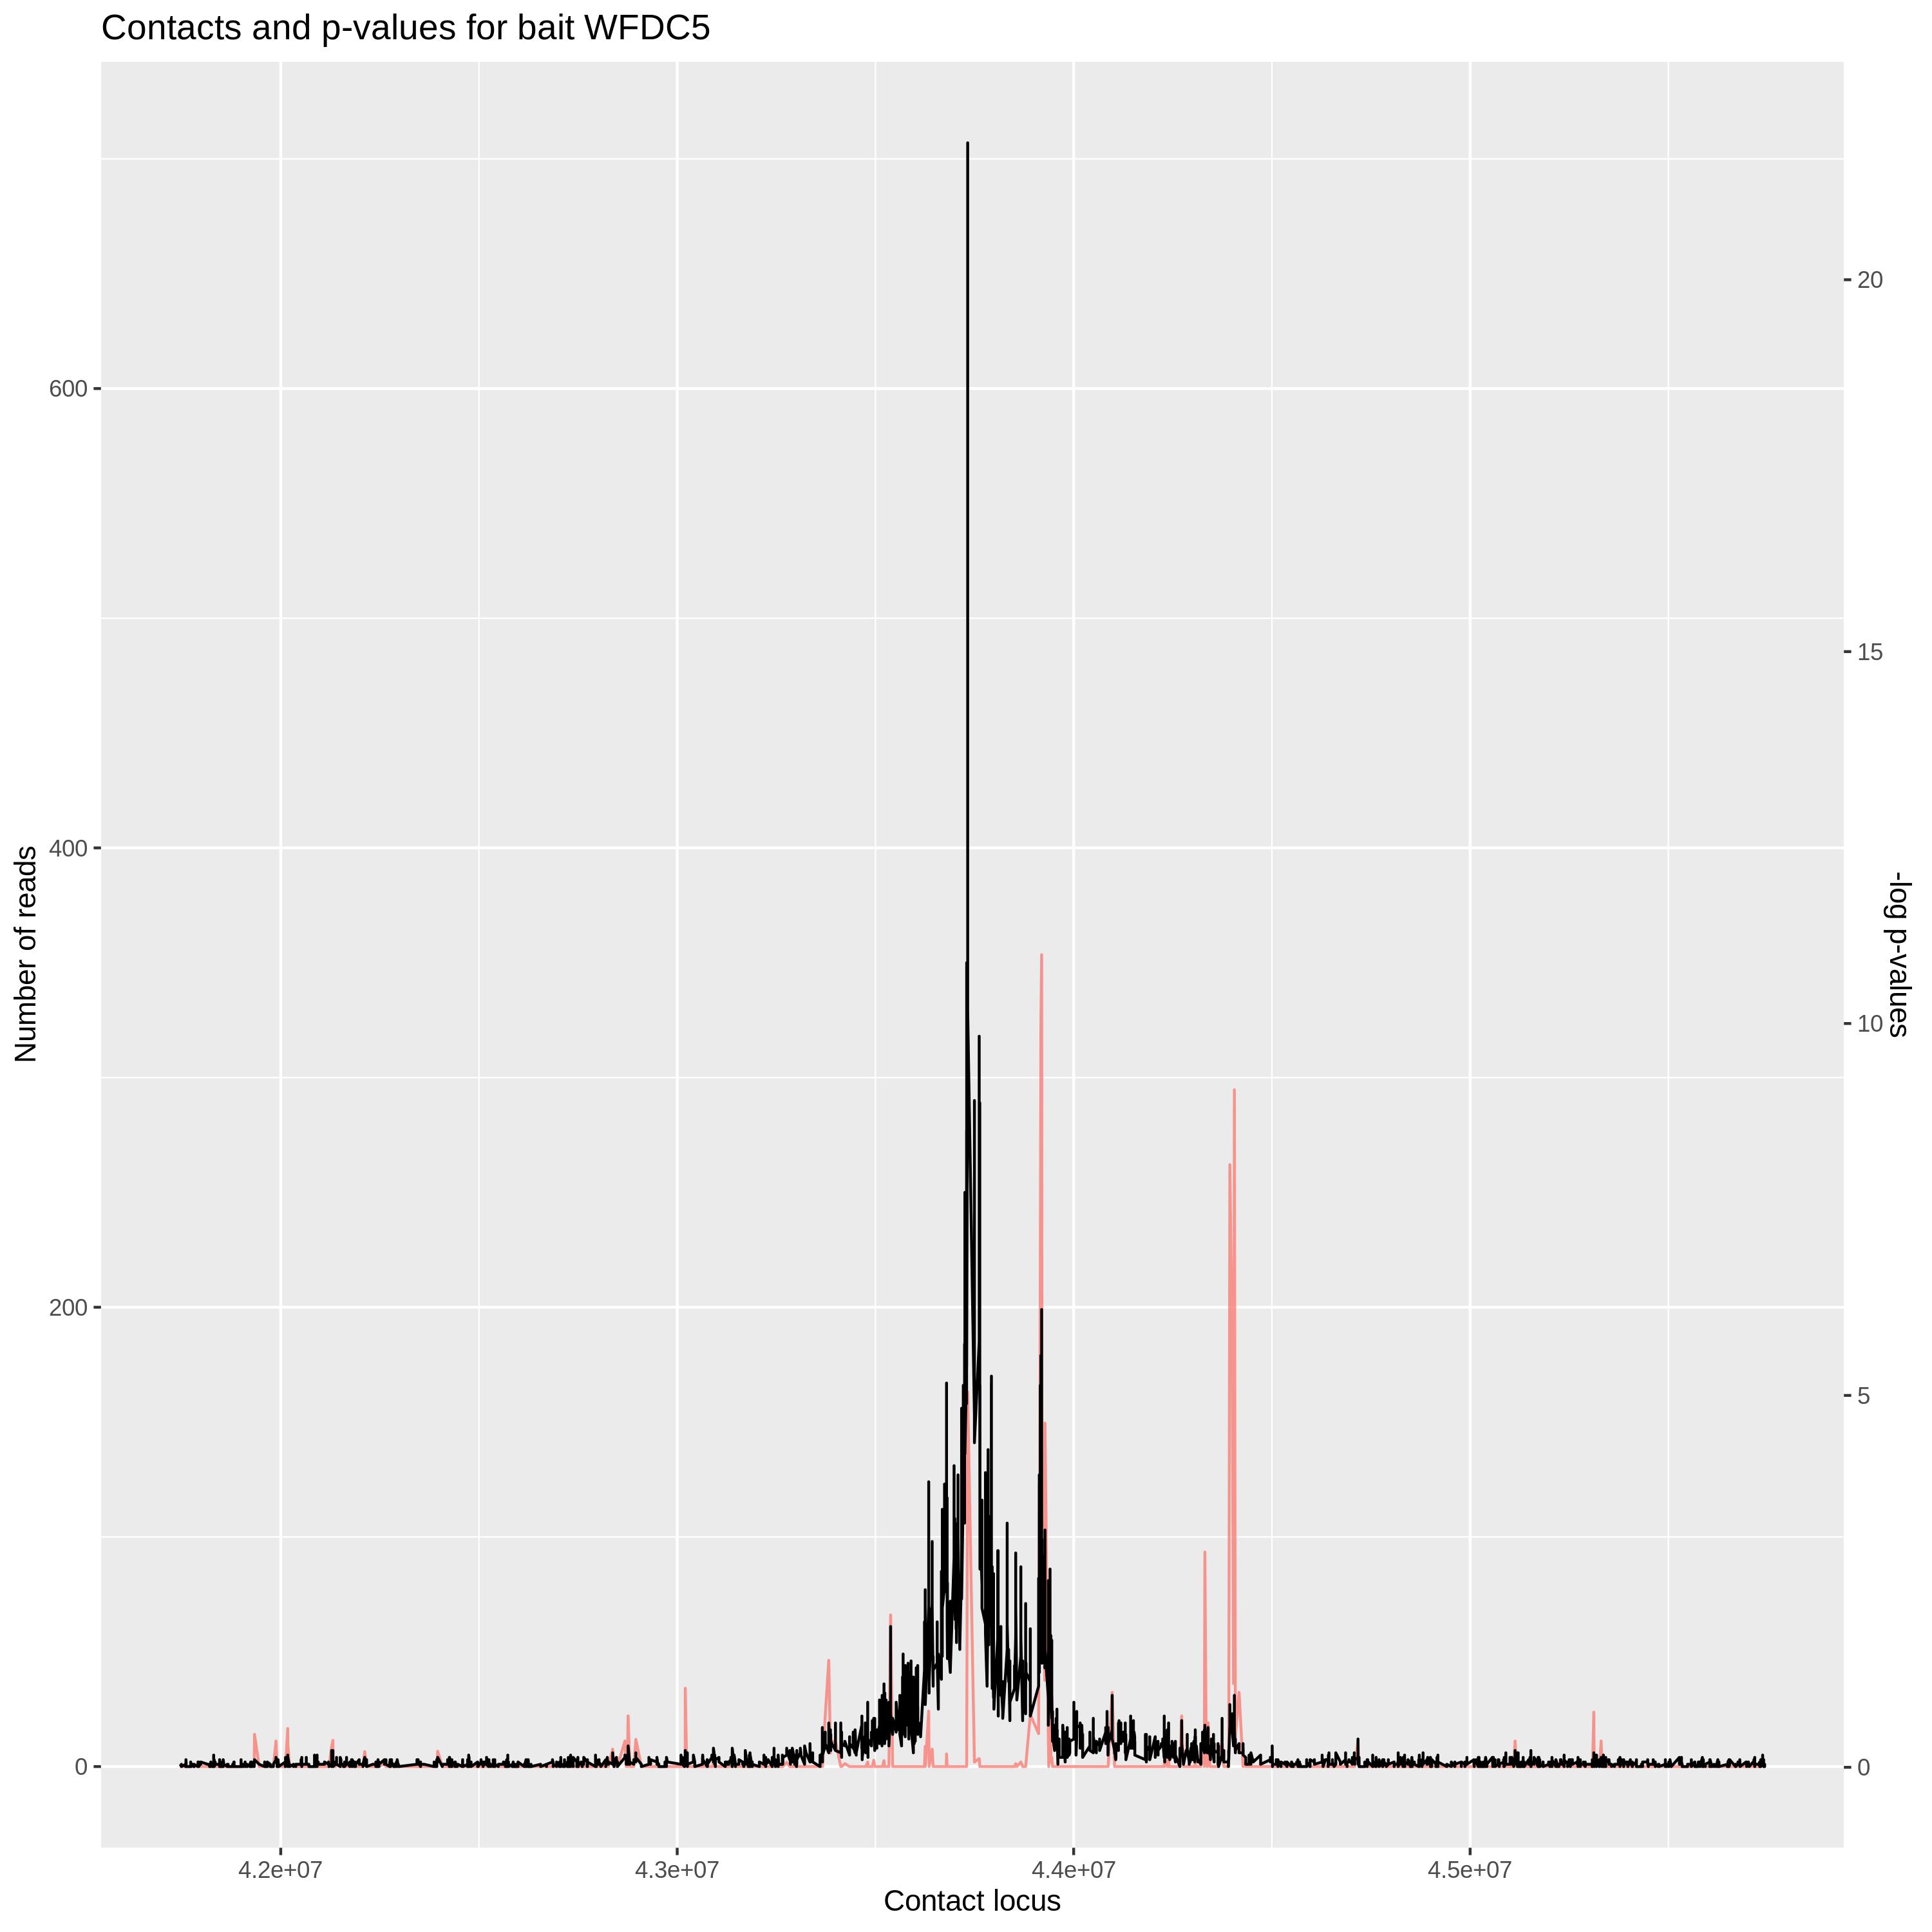 Contacts and p-values for bait WFDC5
Number of reads
600
400
200
0
20
15
10
5
0
-log p-values
4.2e+07 4.3e+07 4.4e+07 4.5e+07
Contact locus